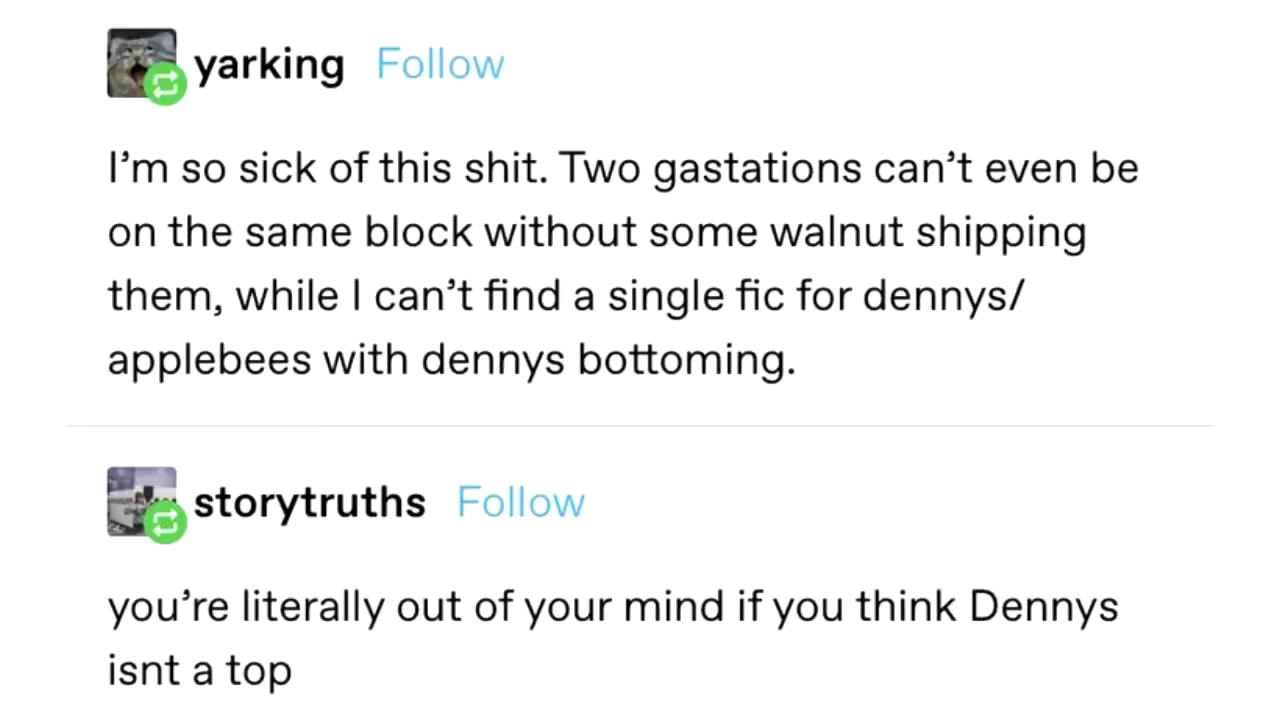 yarking Follow
I’m so sick of this shit. Two gastations can’t even be
on the same block without some walnut shipping
them, while I can’t find a single fic for dennys/
applebees with dennys bottoming.
storytruths Follow
you’re literally out of your mind if you think Dennys
isnt a top